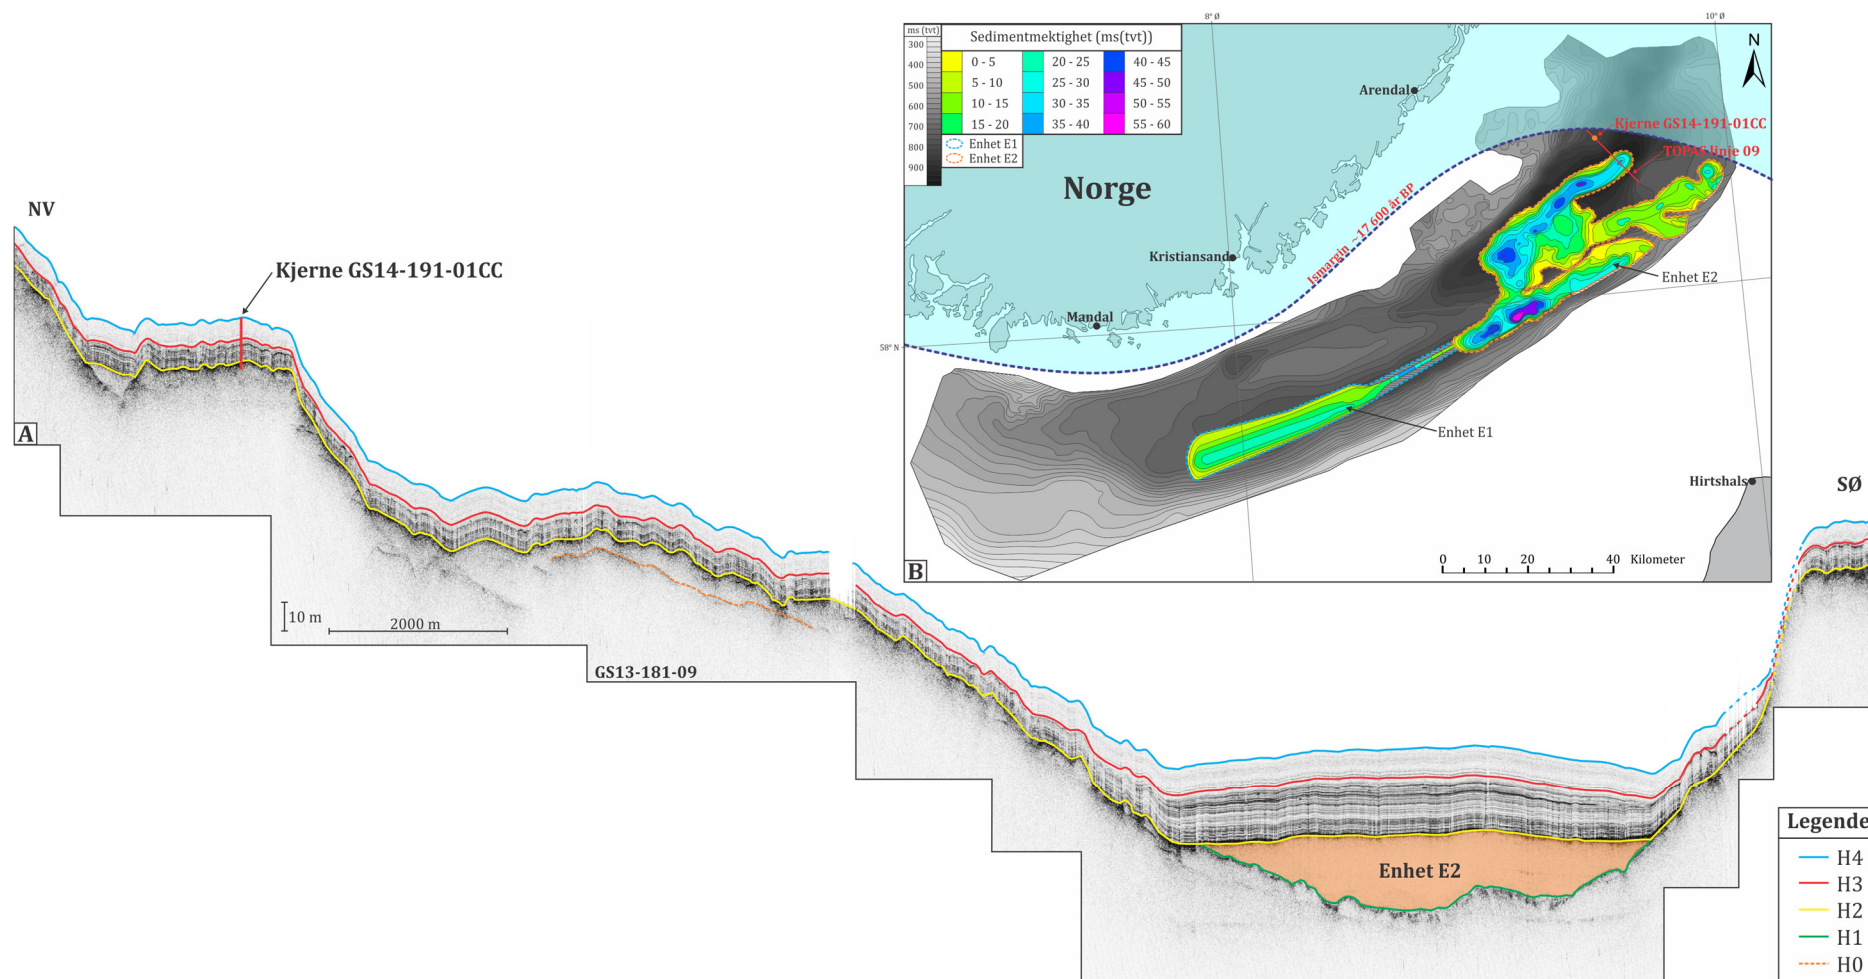 NV
Kjerne GS14-191-01CC
A
10 m
2000 m
GS13-181-09
Enhet E2
SØ
Legende
H4
H3
H2
H1
H0
8° Ø
10° Ø
58° N
ms (tvt)
300
400
500
600
700
800
900
Sedimentmektighet (ms(tvt))
0 - 5
20 - 25
40 - 45
5 - 10
25 - 30
45 - 50
10 - 15
30 - 35
50 - 55
15 - 20
35 - 40
55 - 60
Enhet E1
Enhet E2
N
Arendal
Kjerne GS14-191-01CC
TOPAS linje 09
Norge
Ismargin ~17 600 år BP
Kristiansand
Enhet E2
Mandal
Enhet E1
Hirtshals
0 10 20 40 Kilometer
B